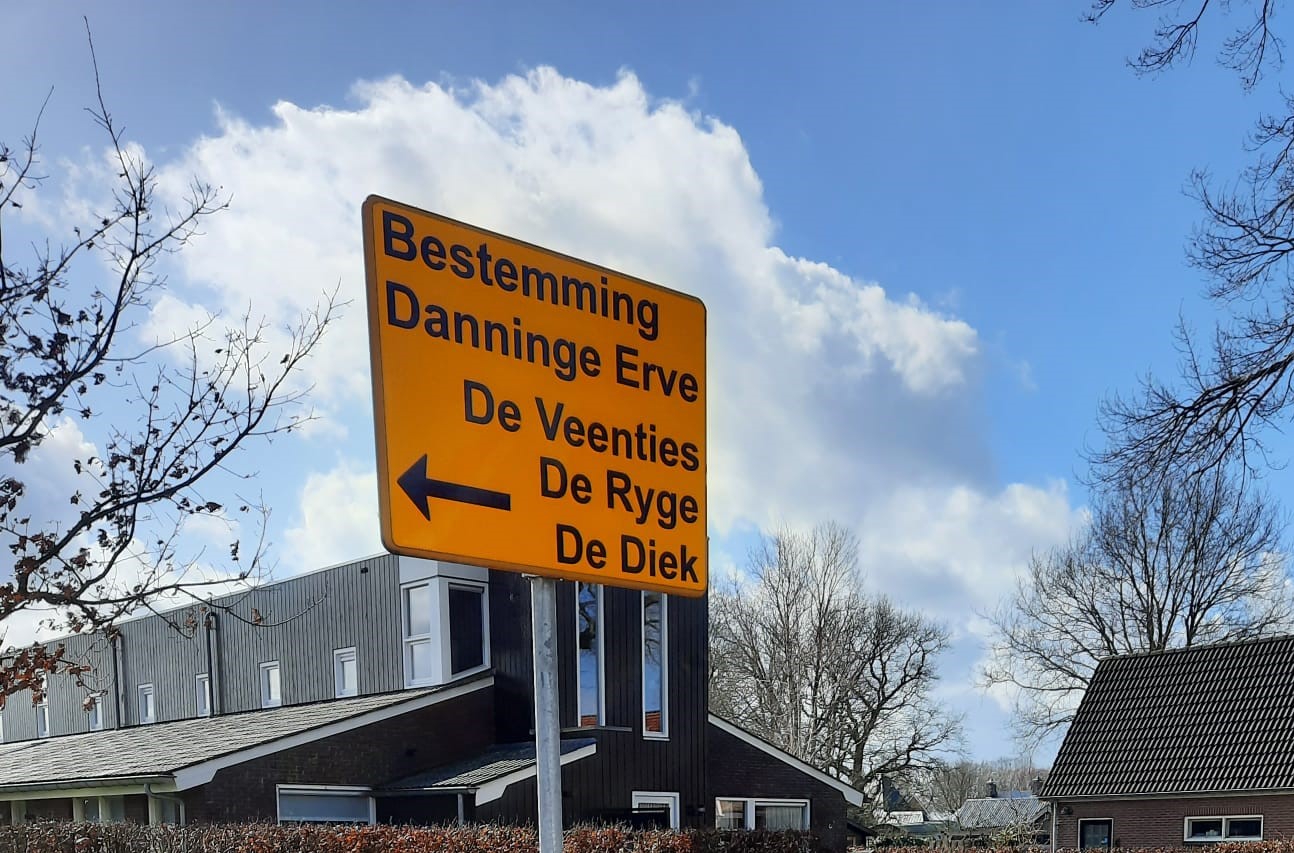 Bestemming
Danninge Erve
De Veenties
De Ryge
De Diek